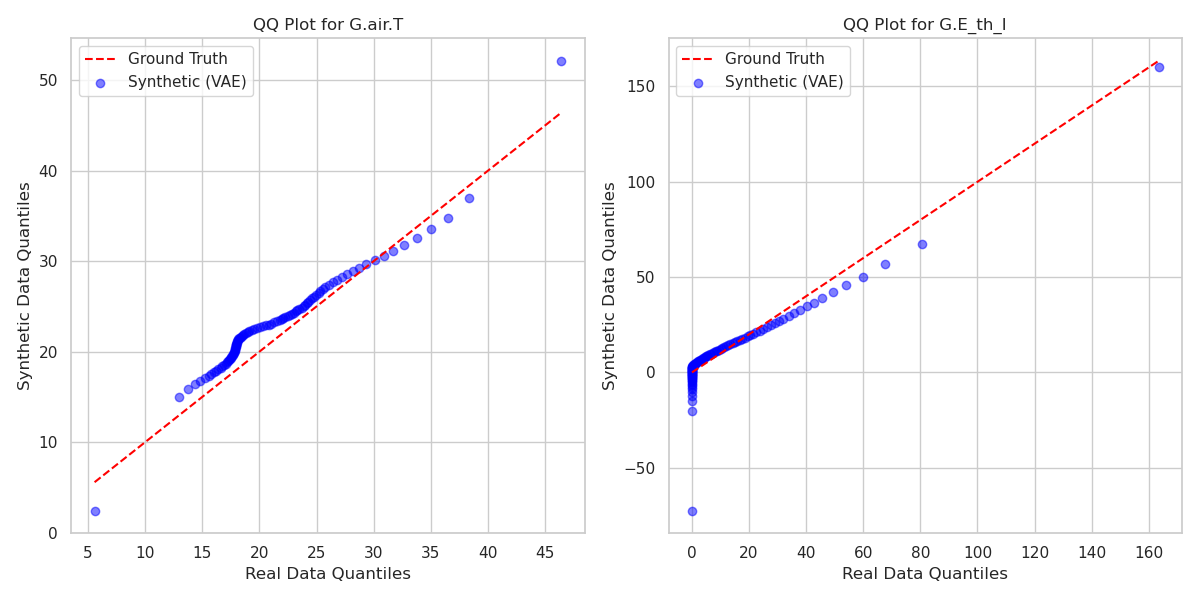 QQ Plot for G.air.T
Ground Truth
Synthetic (VAE)
50
40
30
20
10
0
Synthetic Data Quantiles
5 10 15 20 25 30 35 40 45
Real Data Quantiles
QQ Plot for G.E_th_l
Ground Truth
Synthetic (VAE)
150
100
50
0
−50
Synthetic Data Quantiles
0 20 40 60 80 100 120 140 160
Real Data Quantiles